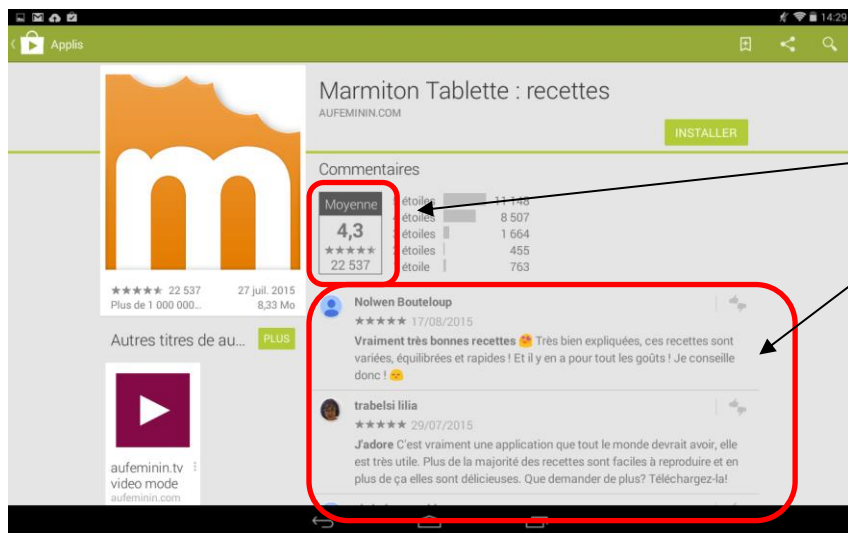 14:29
Applis
Marmiton Tablette : recettes
AUFEMININ.COM
INSTALLER
Commentaires
Moyenne
4,3
22 537
étoiles 11 148
étoiles 8 507
étoiles 1 664
étoiles 455
étoile 763
22 537 27 juil. 2015
Plus de 1 000 000... 8,33 Mo
Autres titres de au... PLUS
aufeminin.tv
video mode
aufeminin.com
Nolwen Bouteloup
17/08/2015
Vraiment très bonnes recettes Très bien expliquées, ces recettes sont
variées, équilibrées et rapides ! Et il y en a pour tout les goûts ! Je conseille
donc !
trabelsi lilia
29/07/2015
J'adore C'est vraiment une application que tout le monde devrait avoir, elle
est très utile. Plus de la majorité des recettes sont faciles à reproduire et en
plus de ça elles sont délicieuses. Que demander de plus? Téléchargez-la!